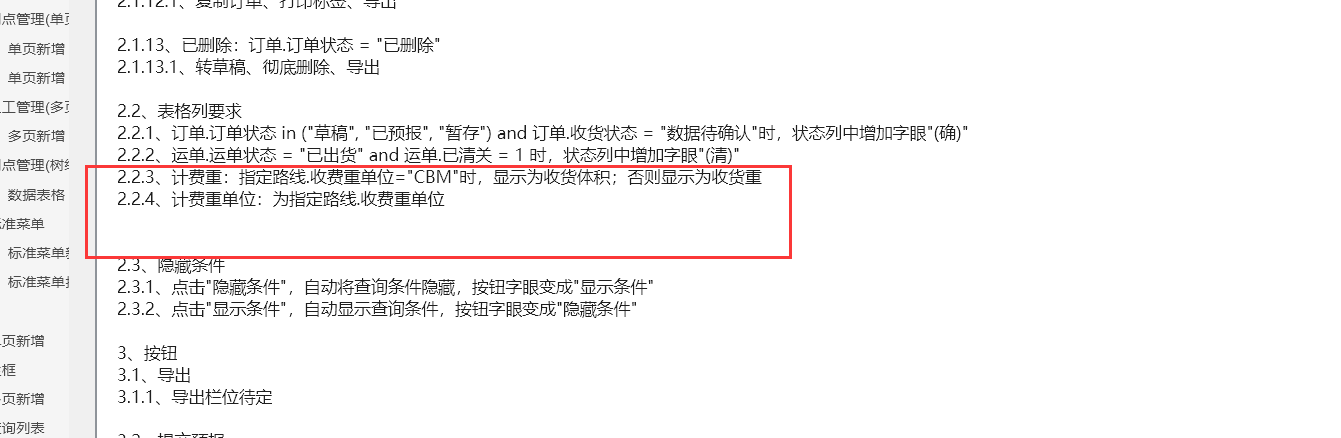 点管理(单页
单页新增
单页新增
工管理(多页
多页新增
点管理(树结
数据表格
准菜单
标准菜单新
标准菜单批
页新增
框
页新增
询列表
2.1.12.1、复制订单、打印标签、导出
2.1.13、已删除：订单.订单状态 = "已删除"
2.1.13.1、转草稿、彻底删除、导出
2.2、表格列要求
2.2.1、订单.订单状态 in ("草稿", "已预报", "暂存") and 订单.收货状态 = "数据待确认"时，状态列中增加字眼"(确)"
2.2.2、运单.运单状态 = "已出货" and 运单.已清关 = 1 时，状态列中增加字眼"(清)"
2.2.3、计费重：指定路线.收费重单位="CBM"时，显示为收货体积；否则显示为收货重
2.2.4、计费重单位：为指定路线.收费重单位
2.3、隐藏条件
2.3.1、点击"隐藏条件"，自动将查询条件隐藏，按钮字眼变成"显示条件"
2.3.2、点击"显示条件"，自动显示查询条件，按钮字眼变成"隐藏条件"
3、按钮
3.1、导出
3.1.1、导出栏位待定